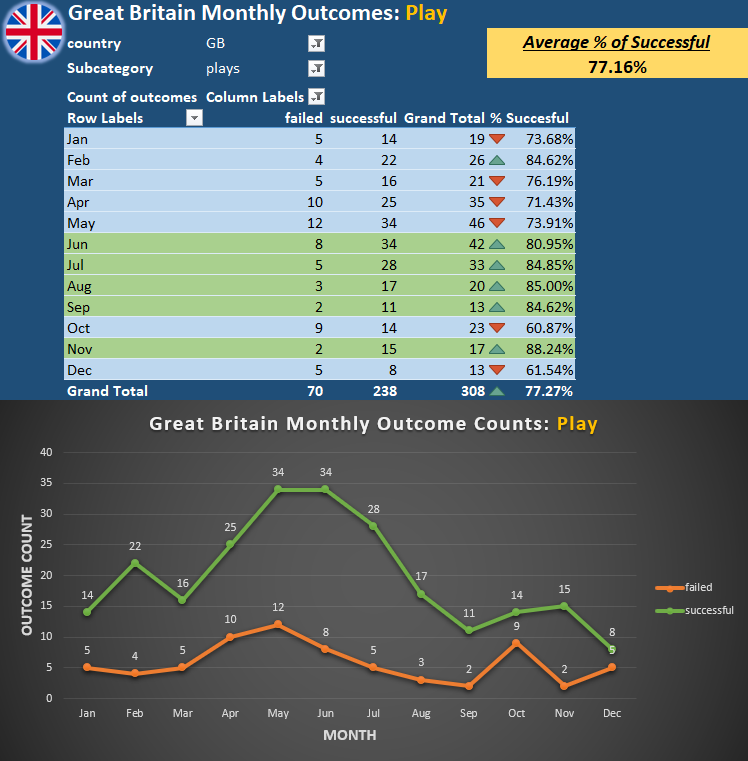 Great Britain Monthly Outcomes: Play
country GB
Subcategory plays
Average % of Successful
77.16%
Count of outcomes Column Labels
Row Labels failed successful Grand Total % Succesful
Jan 5 14 19 73.68%
Feb 4 22 26 84.62%
Mar 5 16 21 76.19%
Apr 10 25 35 71.43%
May 12 34 46 73.91%
Jun 8 34 42 80.95%
Jul 5 28 33 84.85%
Aug 3 17 20 85.00%
Sep 2 11 13 84.62%
Oct 9 14 23 60.87%
Nov 2 15 17 88.24%
Dec 5 8 13 61.54%
Grand Total 70 238 308 77.27%
Great Britain Monthly Outcome Counts: Play
OUTCOME COUNT
40
35
30
25
20
15
10
5
0
14 22 16 25 34 34 28 17 11 14 15 8
5 4 5 10 12 8 5 3 2 9 2 5
Jan Feb Mar Apr May Jun Jul Aug Sep Oct Nov Dec
MONTH
failed
successful